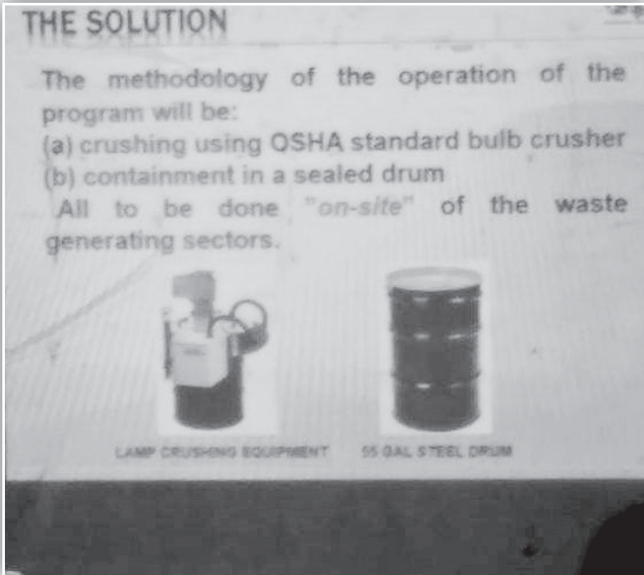 THE SOLUTION
The methodology of the operation of the
program will be:
(a) crushing using OSHA standard bulb crusher
(b) containment in a sealed drum
All to be done "on-site" of the waste
generating sectors.
LAMP CRUSHING EQUIPMENT 55 GAL STEEL DRUM